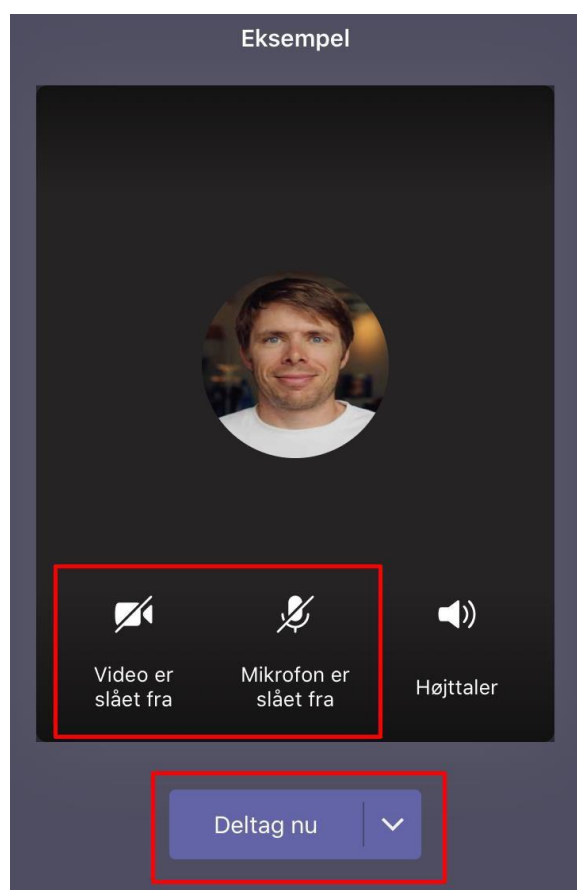 Eksempel
Video er
slået fra
Mikrofon er
slået fra
Højttaler
Deltag nu